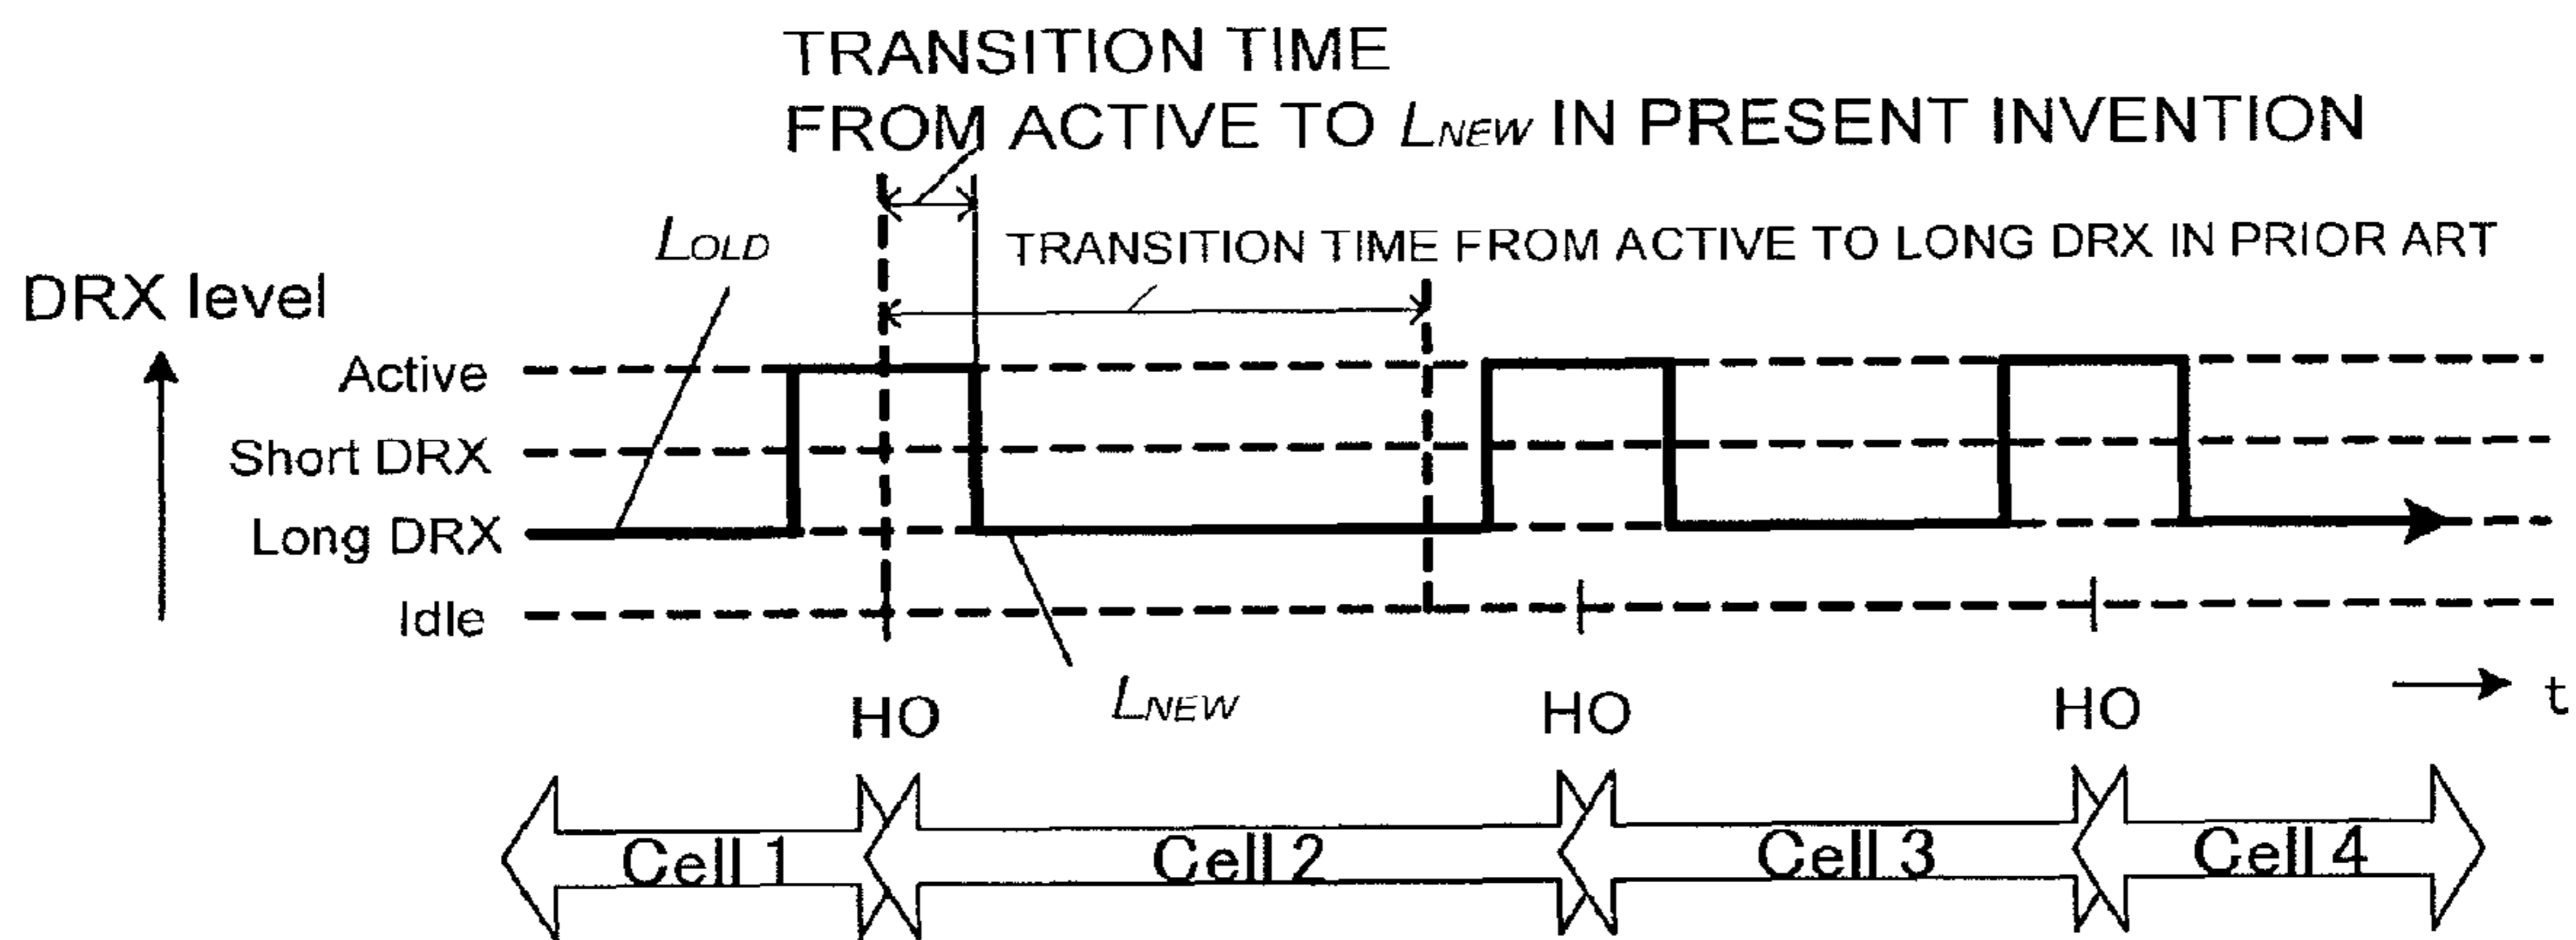 TRANSITION TIME
FROM ACTIVE TO LNEW IN PRESENT INVENTION
LOLD
TRANSITION TIME FROM ACTIVE TO LONG DRX IN PRIOR ART
DRX level
Active
Short DRX
Long DRX
Idle
LNEW
t
HO HO HO
Cell 1 Cell 2 Cell 3 Cell 4